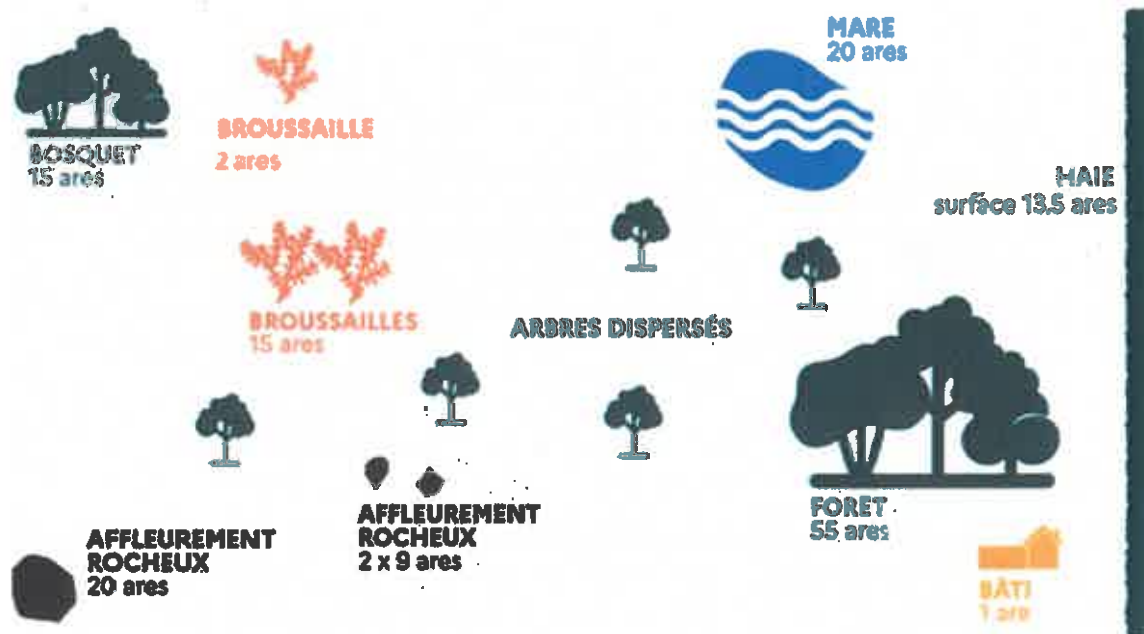 MARE
20 ares
BROUSSAILLE
2 ares
BOSQUET
15 ares
HAIE
surface 13.5 ares
BROUSSAILLES
15 ares
ARBRES DISPERSÉS
FORET
55 ares
AFFLEUREMENT
ROCHEUX
2 x 9 ares
AFFLEUREMENT
ROCHEUX
20 ares
BÂTI
1 are